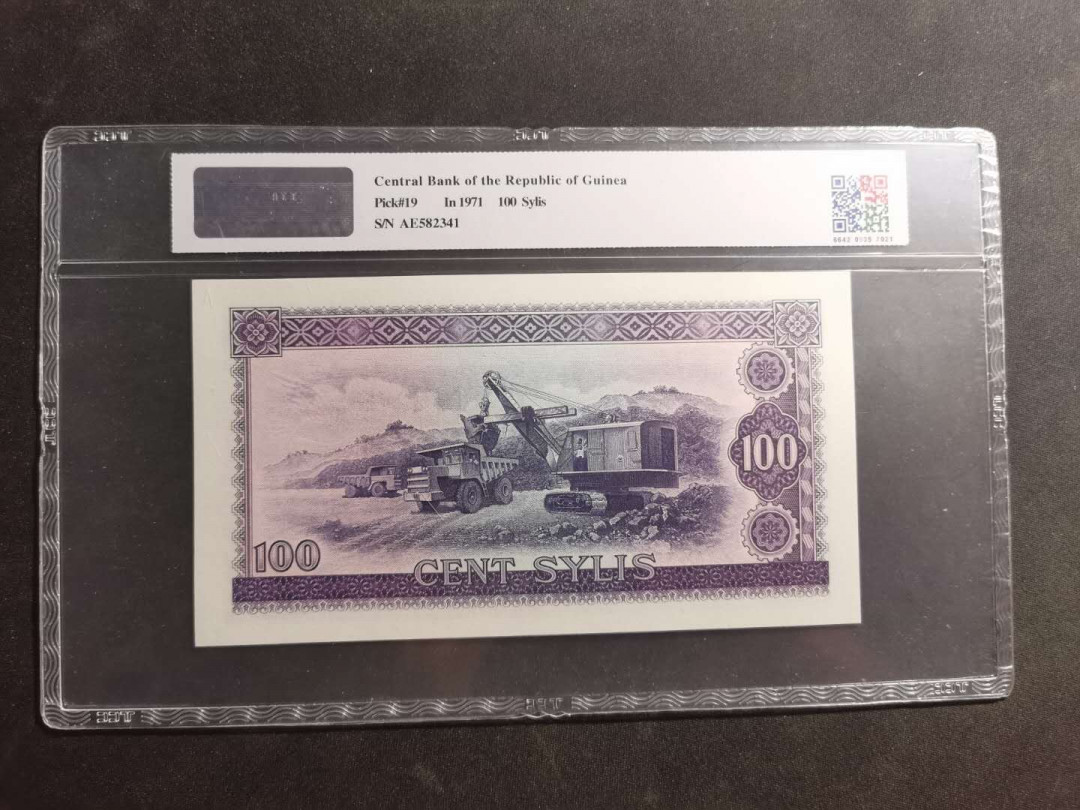 Central Bank of the Republic of Guinea
Pick#19 In 1971 100 Sylis
S/N AE582341
100
100
CENT SYLIS